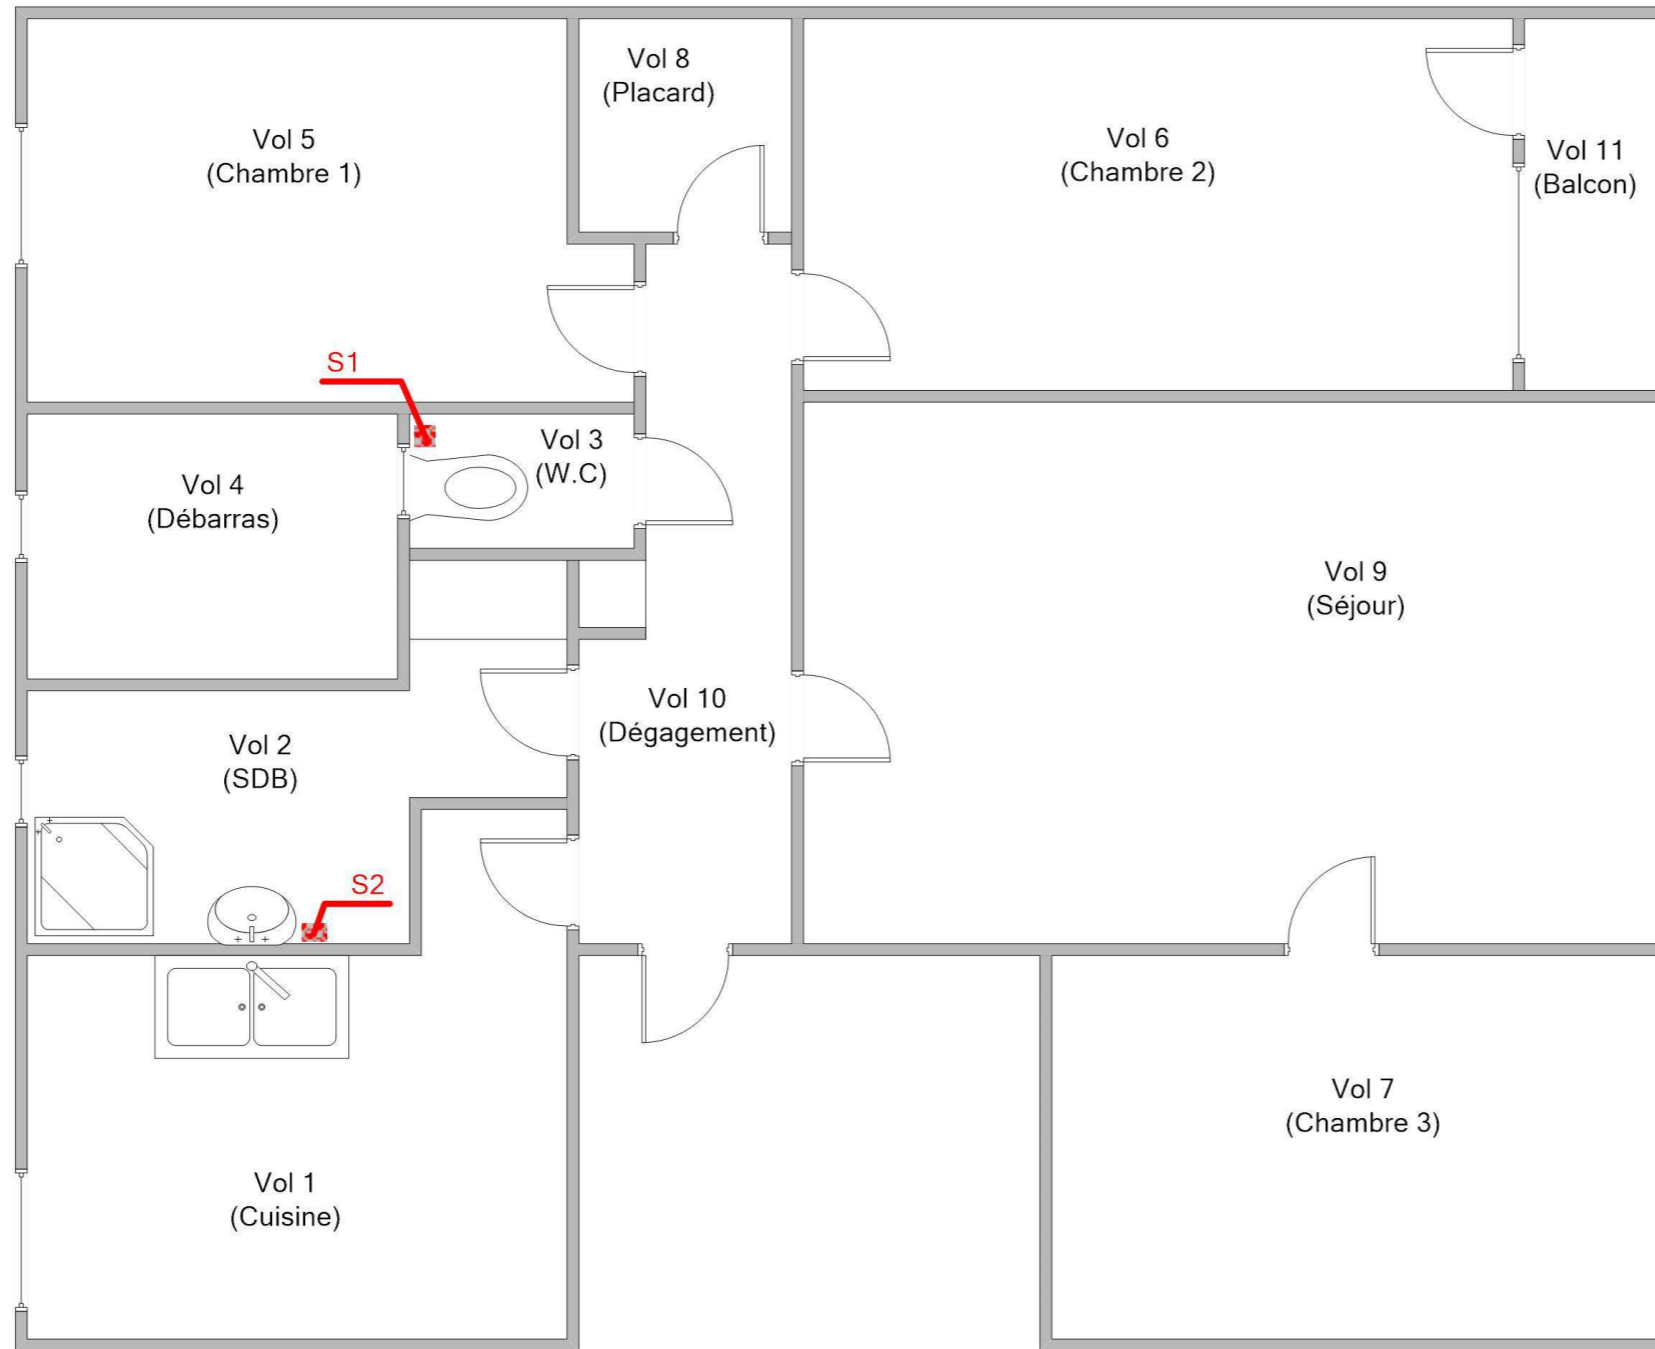 Vol 8
(Placard)
Vol 5
(Chambre 1)
Vol 6
(Chambre 2)
Vol 11
(Balcon)
S1
Vol 3
(W.C)
Vol 4
(Débarras)
Vol 9
(Séjour)
Vol 10
(Dégagement)
Vol 2
(SDB)
S2
Vol 7
(Chambre 3)
Vol 1
(Cuisine)